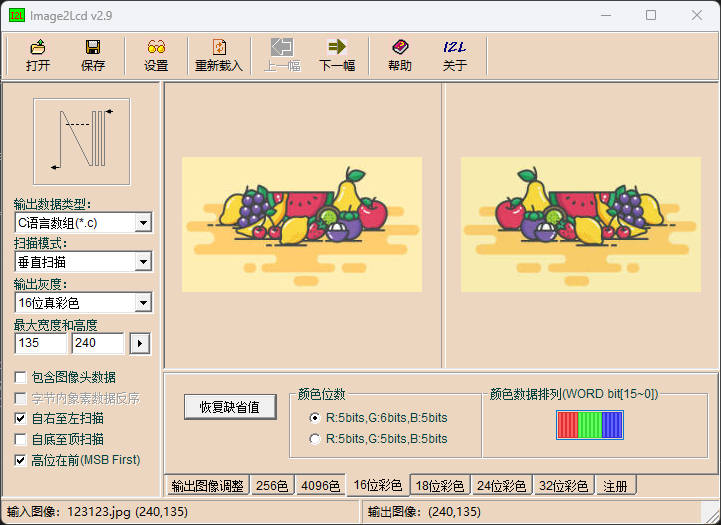 Image2Lcd v2.9
打开 保存 设置 重新载入 上一幅 下一幅 I2L 帮助 关于
输出数据类型:
C语言数组(*.c)
扫描模式:
垂直扫描
输出灰度:
16位真彩色
最大宽度和高度
135 240
包含图像头数据
字节内象素数据反序
自右至左扫描
自底至顶扫描
高位在前(MSB First)
恢复缺省值
颜色位数
R:5bits,G:6bits,B:5bits
R:5bits,G:5bits,B:5bits
颜色数据排列(WORD bit[15~0])
输出图像调整 256色 4096色 16位彩色 18位彩色 24位彩色 32位彩色 注册
输入图像: 123123.jpg (240,135)
输出图像: (240,135)